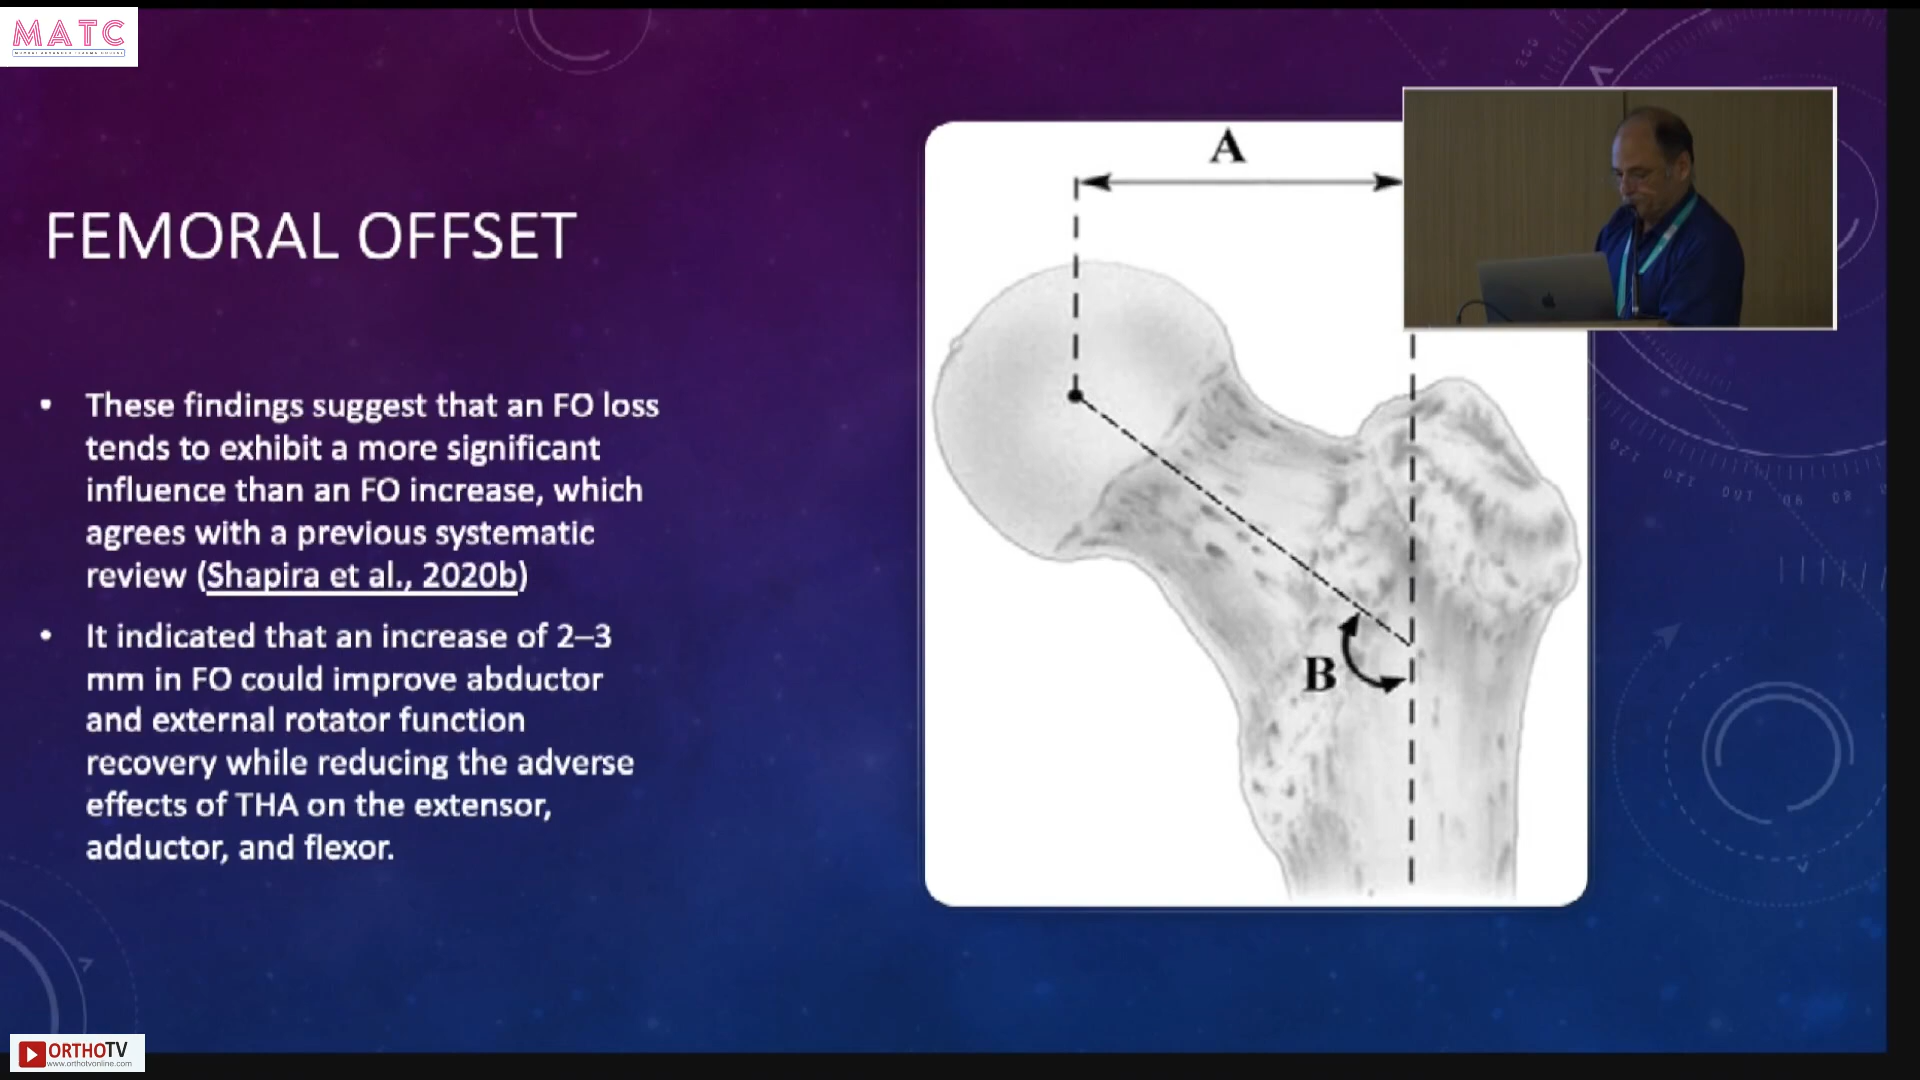 MATC
FEMORAL OFFSET
• These findings suggest that an FO loss
tends to exhibit a more significant
influence than an FO increase, which
agrees with a previous systematic
review (Shapira et al., 2020b)
• It indicated that an increase of 2–3
mm in FO could improve abductor
and external rotator function
recovery while reducing the adverse
effects of THA on the extensor,
adductor, and flexor.
A
B
ORTHOTV
www.orthotvonline.com